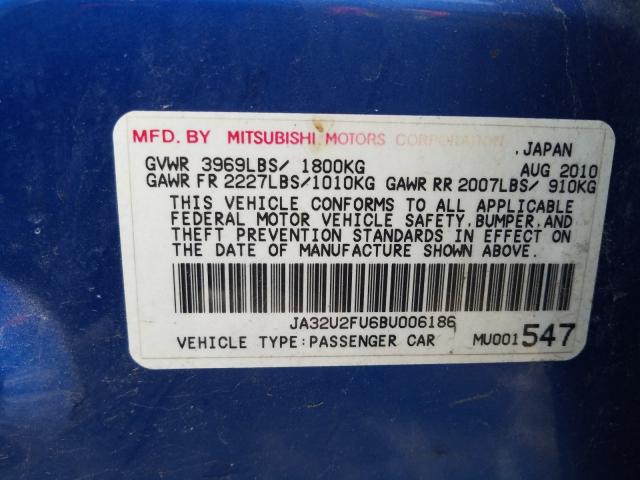 MFD. BY MITSUBISHI MOTORS CORPORATION
, JAPAN
GVWR 3969LBS/ 1800KG AUG 2010
GAWR FR 2227LBS/1010KG GAWR RR 2007LBS/ 910KG
THIS VEHICLE CONFORMS TO ALL APPLICABLE
FEDERAL MOTOR VEHICLE SAFETY, BUMPER, AND
THEFT PREVENTION STANDARDS IN EFFECT ON
THE DATE OF MANUFACTURE SHOWN ABOVE.
JA32U2FU6BU006186
VEHICLE TYPE:PASSENGER CAR MU001547